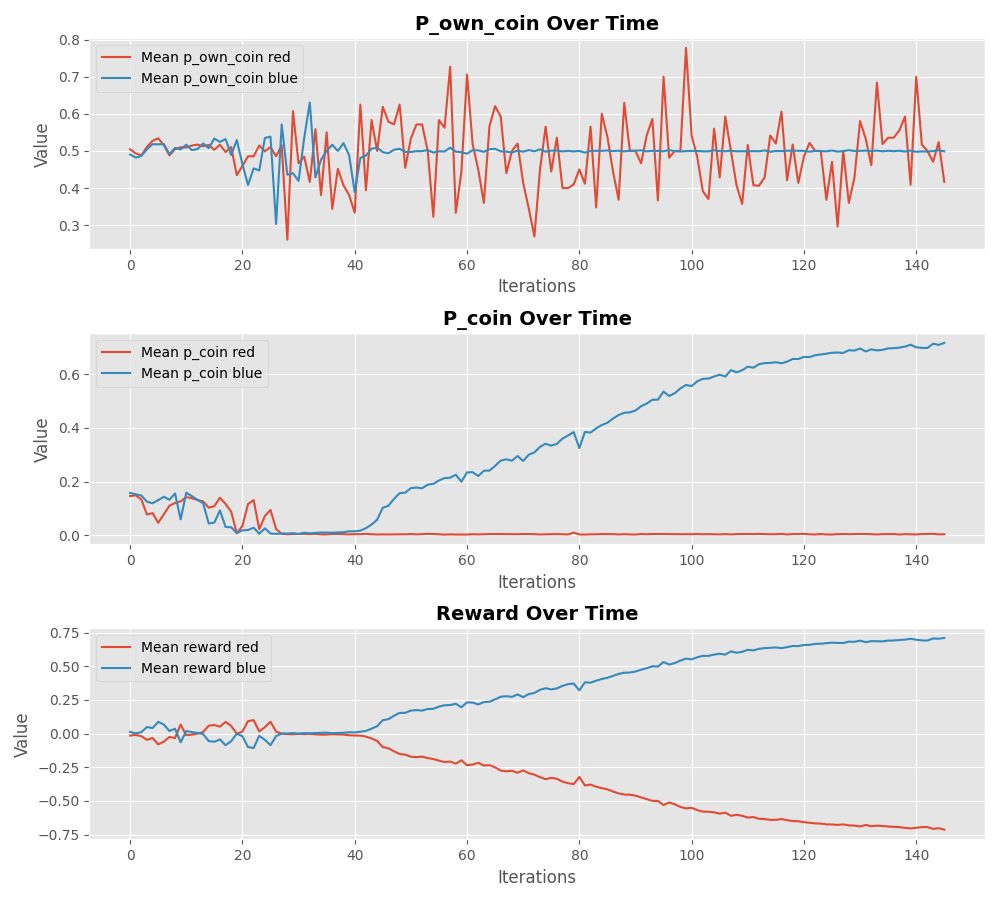 P_own_coin Over Time
Mean p_own_coin red
Mean p_own_coin blue
Value
0.8
0.7
0.6
0.5
0.4
0.3
0 20 40 60 80 100 120 140
Iterations
P_coin Over Time
Mean p_coin red
Mean p_coin blue
Value
0.6
0.4
0.2
0.0
0 20 40 60 80 100 120 140
Iterations
Reward Over Time
Mean reward red
Mean reward blue
Value
0.75
0.50
0.25
0.00
−0.25
−0.50
−0.75
0 20 40 60 80 100 120 140
Iterations